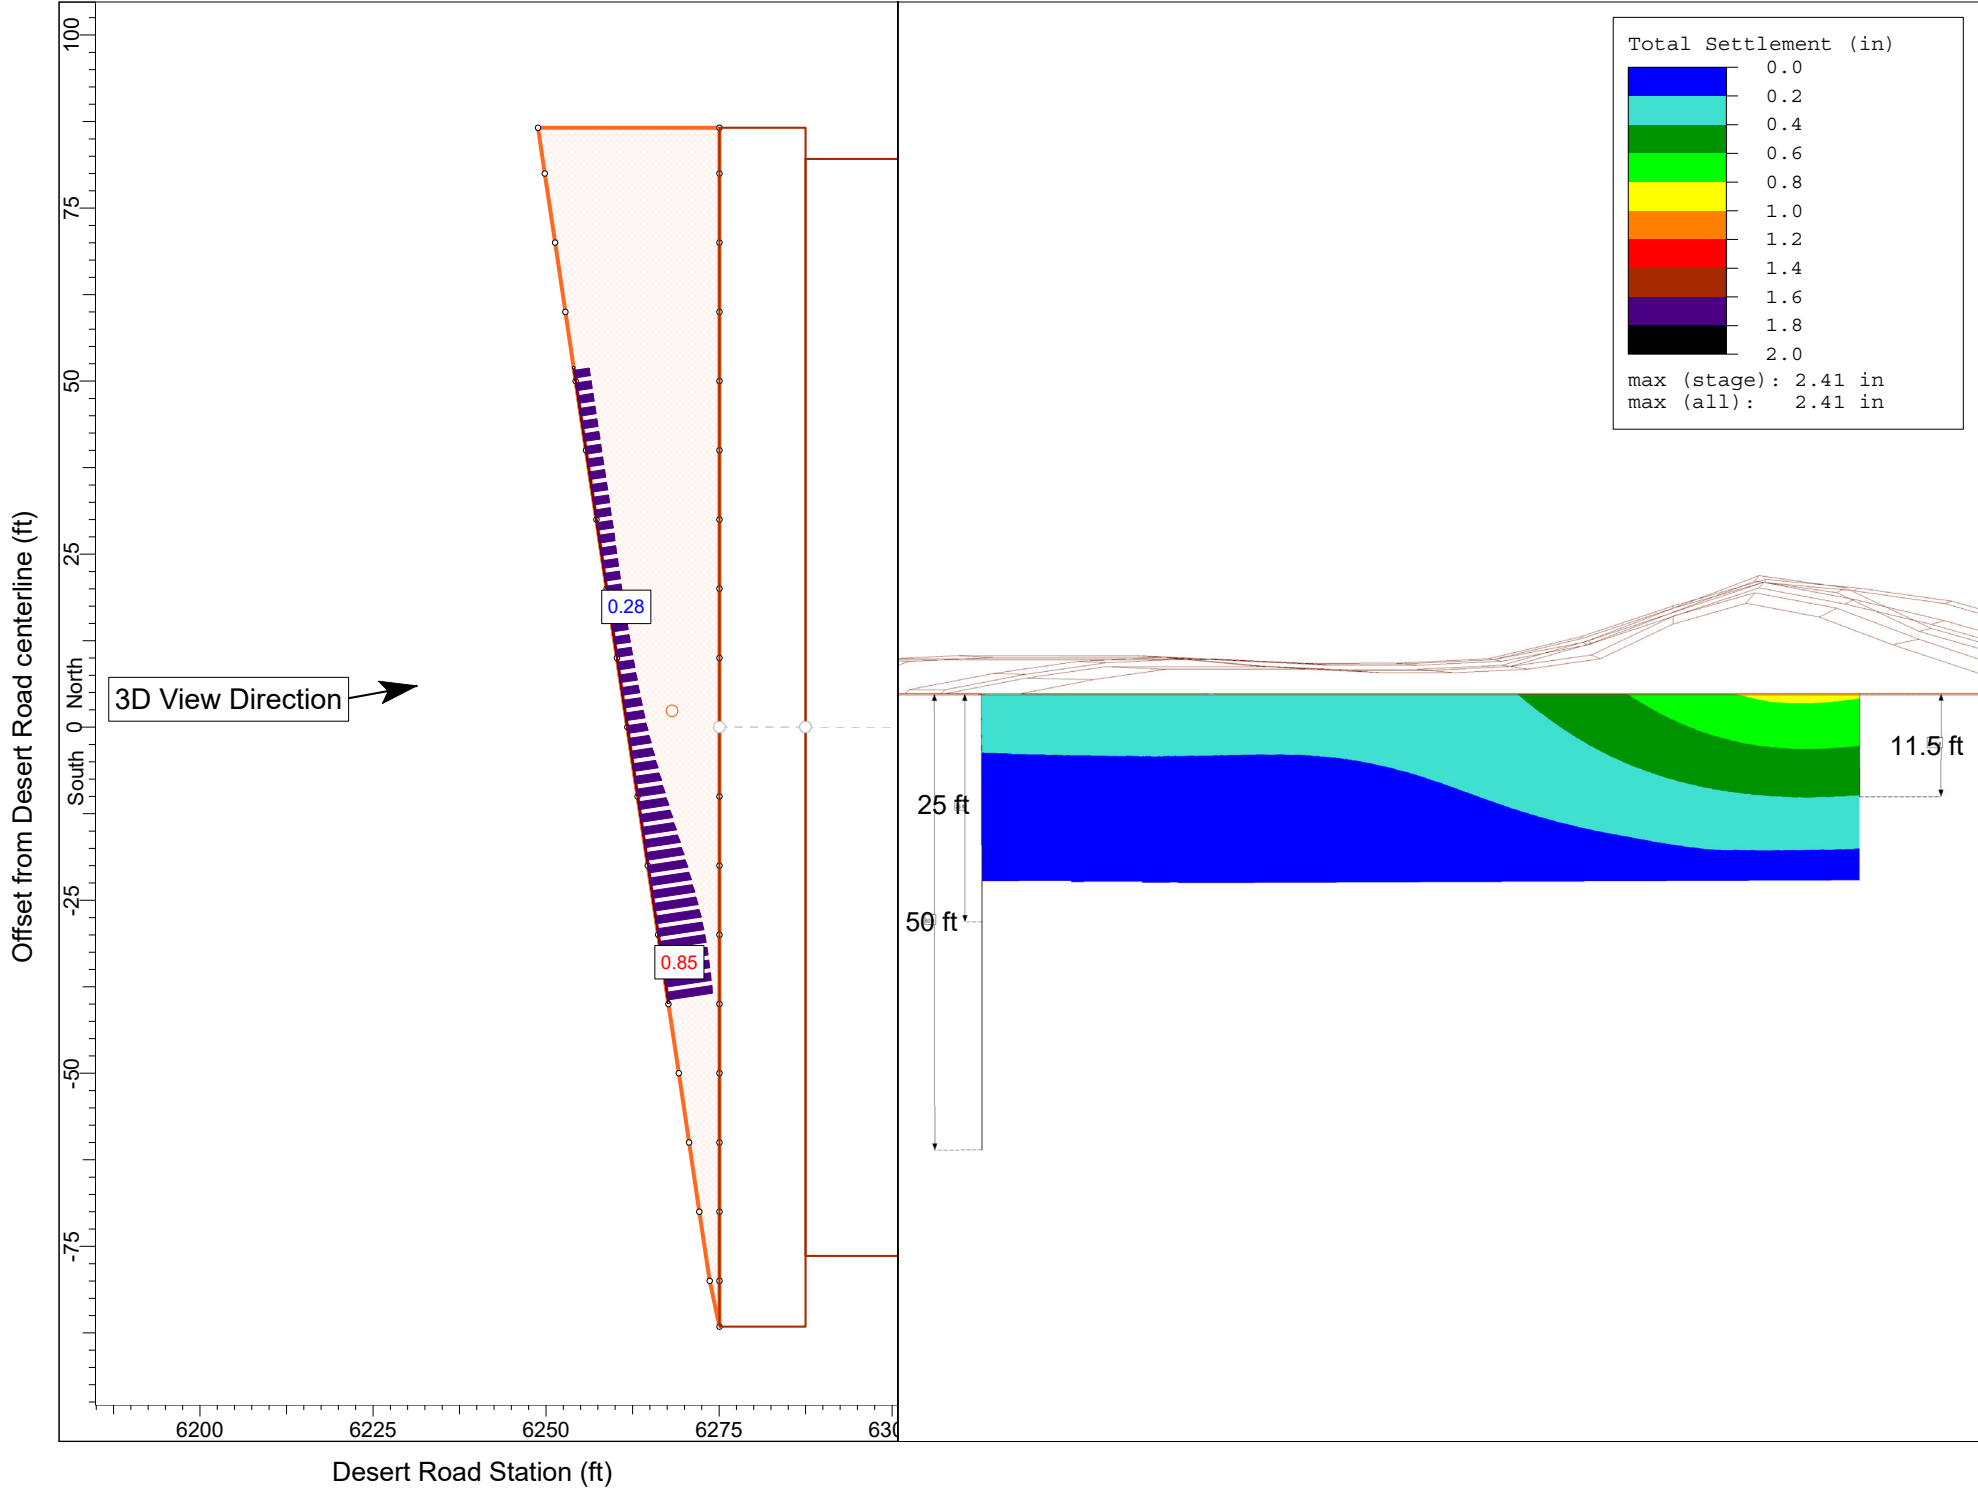 Total Settlement (in)
0.0
0.2
0.4
0.6
0.8
1.0
1.2
1.4
1.6
1.8
2.0
max (stage): 2.41 in
max (all): 2.41 in
100
75
50
25
0
-25
-50
-75
North
South
Offset from Desert Road centerline (ft)
3D View Direction
0.28
0.85
11.5 ft
25 ft
50 ft
6200
6225
6250
6275
630
Desert Road Station (ft)